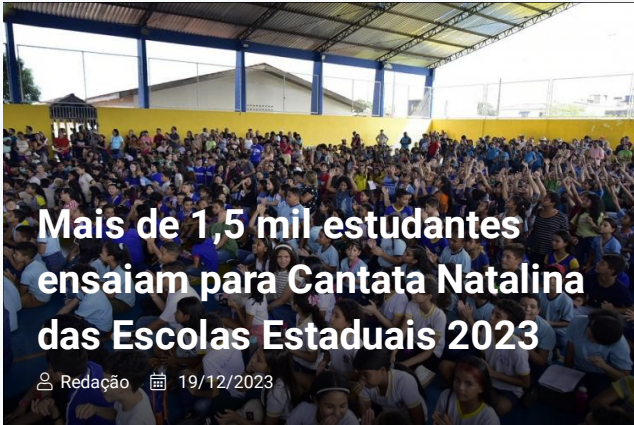 Mais de 1,5 mil estudantes
ensaiam para Cantata Natalina
das Escolas Estaduais 2023
Redação 19/12/2023